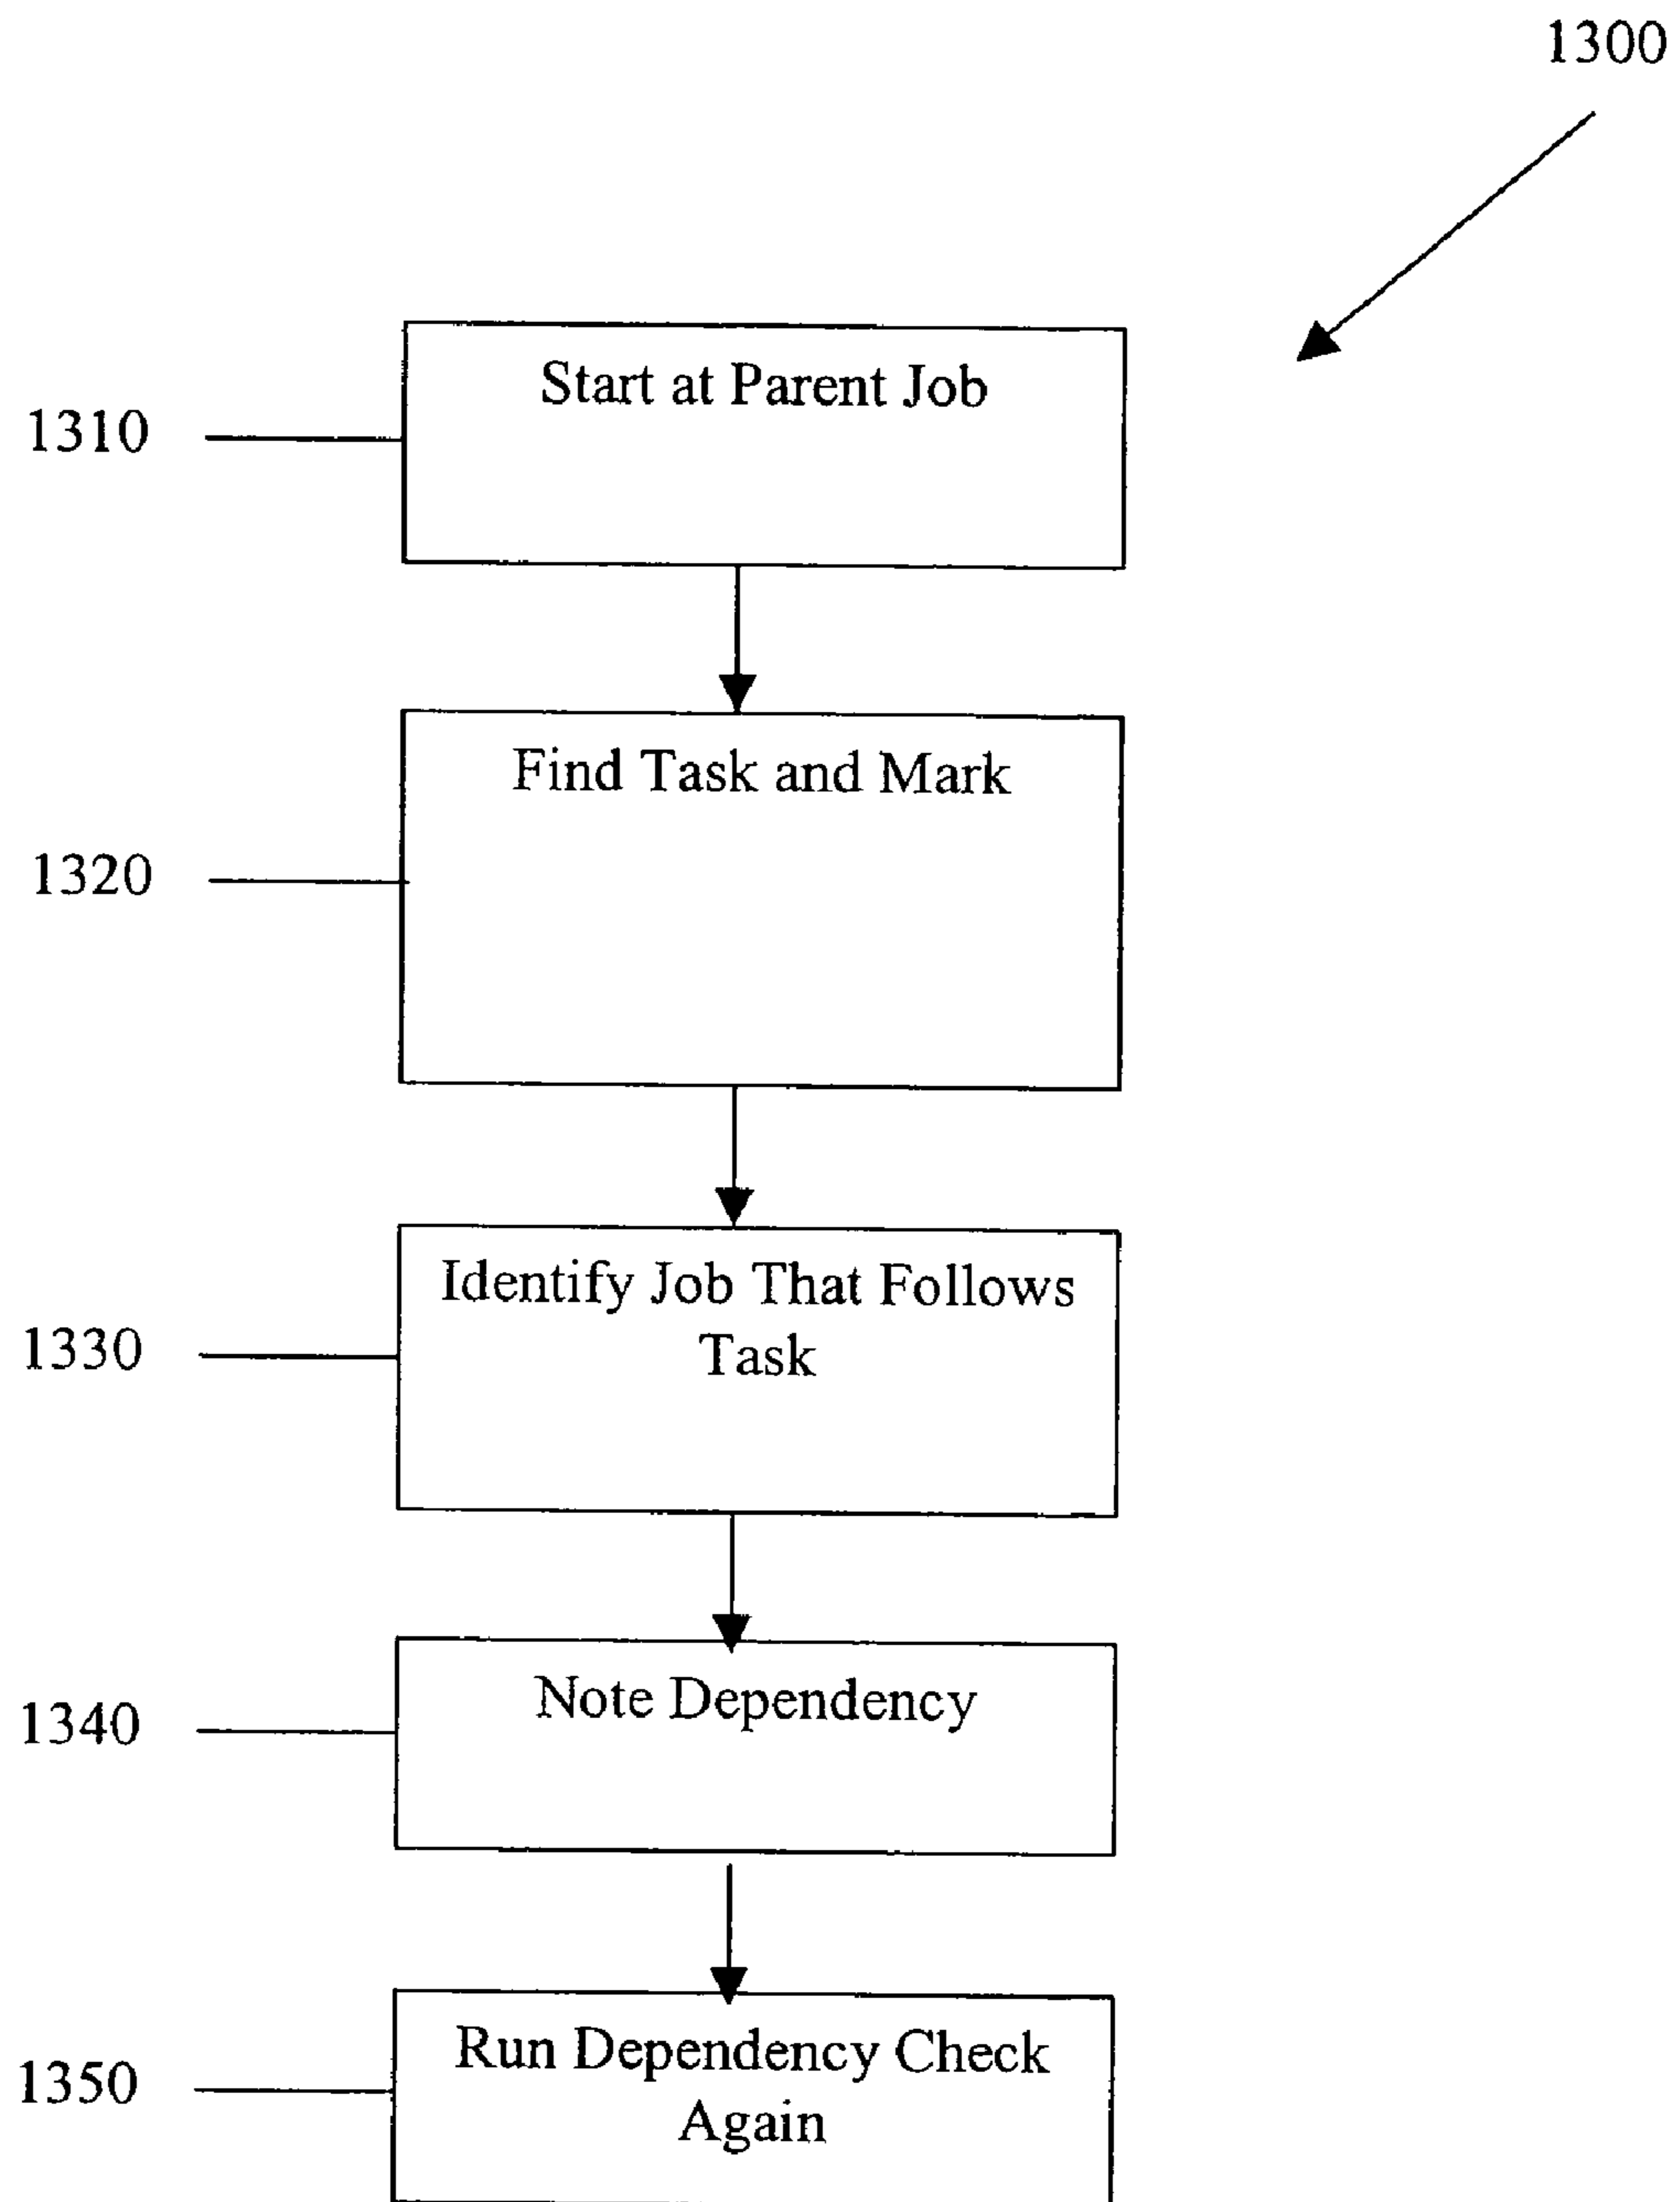 1300
Start at Parent Job
1310
Find Task and Mark
1320
Identify Job That Follows
Task
1330
Note Dependency
1340
Run Dependency Check
Again
1350